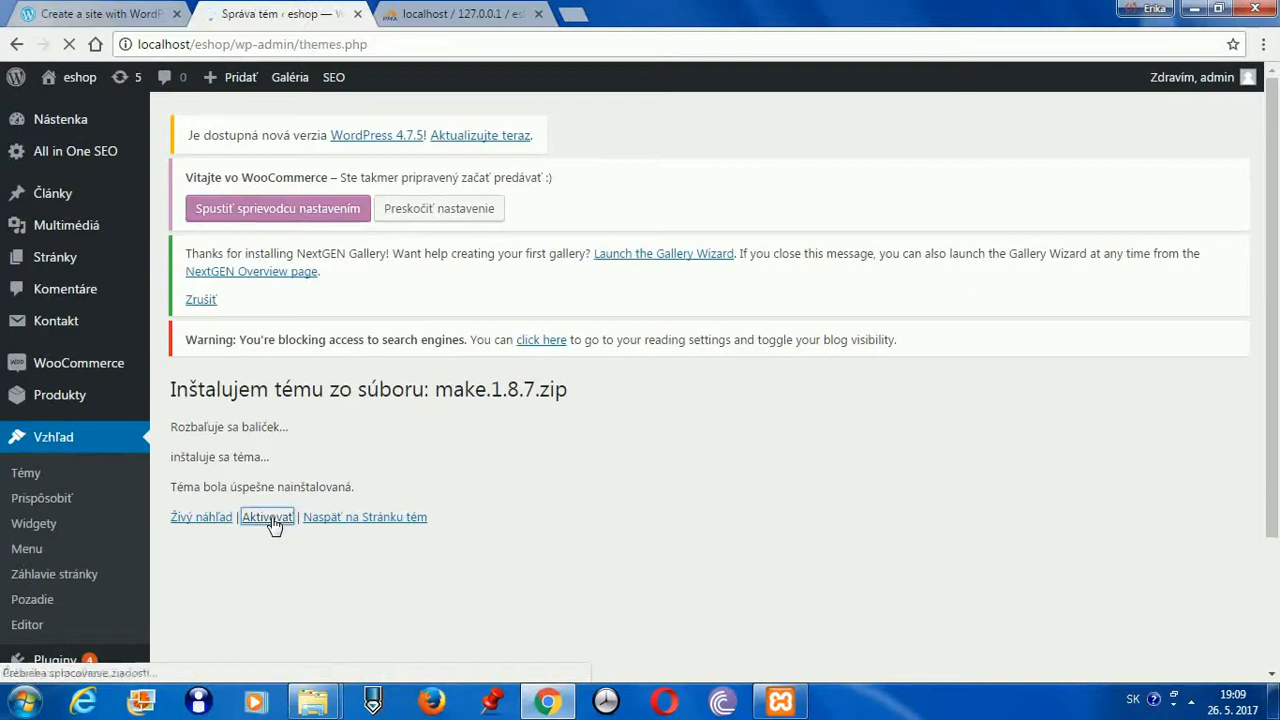 Create a site with WordP
Správa tém ‹ eshop — W
localhost / 127.0.0.1 / es
Erika
localhost/eshop/wp-admin/themes.php
eshop
5
0
Pridať
Galéria
SEO
Zdravím, admin
Nástenka
All in One SEO
Články
Multimédiá
Stránky
Komentáre
Kontakt
WooCommerce
Produkty
Vzhľad
Témy
Prispôsobiť
Widgety
Menu
Záhlavie stránky
Pozadie
Editor
Pluginy 4
Je dostupná nová verzia WordPress 4.7.5! Aktualizujte teraz.
Vitajte vo WooCommerce – Ste takmer pripravený začať predávať :)
Spustiť sprievodcu nastavením
Preskočiť nastavenie
Thanks for installing NextGEN Gallery! Want help creating your first gallery? Launch the Gallery Wizard. If you close this message, you can also launch the Gallery Wizard at any time from the
NextGEN Overview page.
Zrušiť
Warning: You're blocking access to search engines. You can click here to go to your reading settings and toggle your blog visibility.
Inštalujem tému zo súboru: make.1.8.7.zip
Rozbaľuje sa balíček…
inštaluje sa téma…
Téma bola úspešne nainštalovaná.
Živý náhľad | Aktivovať | Naspäť na Stránku tém
SK
19:09
26. 5. 2017